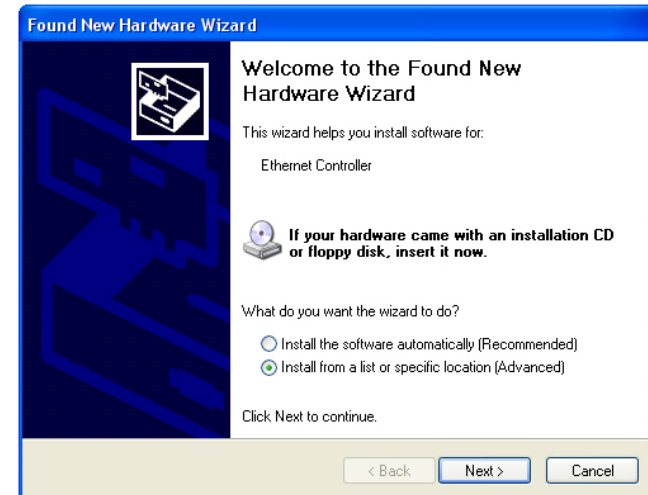 Found New Hardware Wizard
Welcome to the Found New
Hardware Wizard
This wizard helps you install software for:
Ethernet Controller
If your hardware came with an installation CD
or floppy disk, insert it now.
What do you want the wizard to do?
Install the software automatically (Recommended)
Install from a list or specific location (Advanced)
Click Next to continue.
< Back Next > Cancel